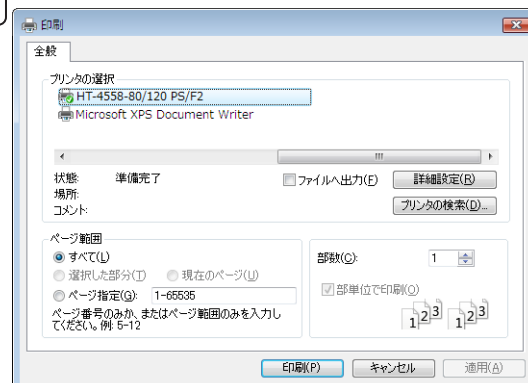 印刷
全般
プリンタの選択
HT-4558-80/120 PS/F2
Microsoft XPS Document Writer
状態: 準備完了
場所:
コメント:
ファイルへ出力(F)
詳細設定(R)
プリンタの検索(D)...
ページ範囲
すべて(L)
選択した部分(T) 現在のページ(U)
ページ指定(G): 1-65535
ページ番号のみか、またはページ範囲のみを入力し
てください。例: 5-12
部数(C): 1
部単位で印刷(O)
1 2 3 1 2 3
印刷(P) キャンセル 適用(A)